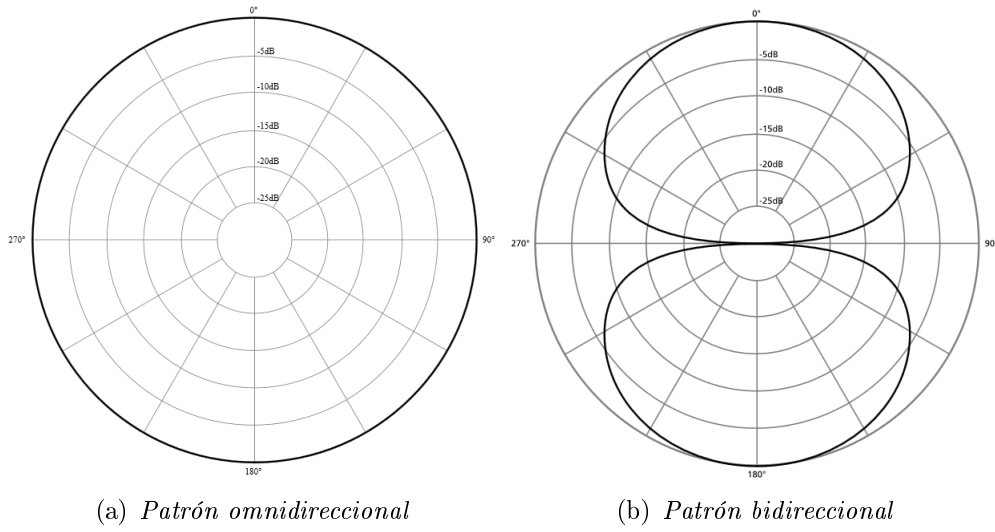 0°
-5dB
-10dB
-15dB
-20dB
-25dB
270°
90°
180°
(a) Patrón omnidireccional
0°
-5dB
-10dB
-15dB
-20dB
-25dB
270°
90
180°
(b) Patrón bidireccional